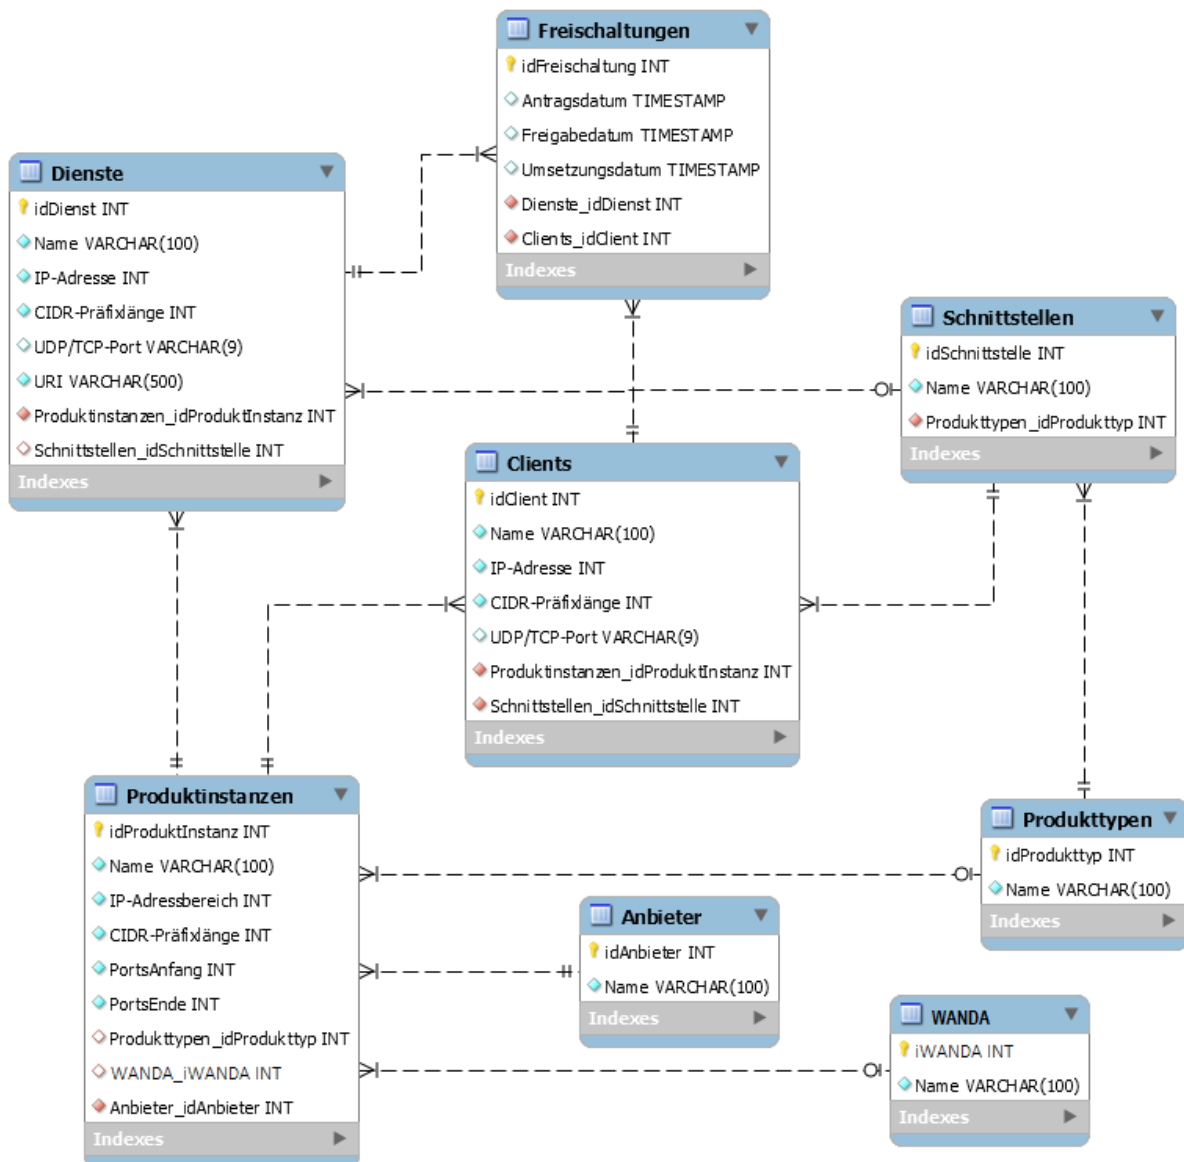 Freischaltungen
idFreischaltung INT
Antragsdatum TIMESTAMP
Freigabedatum TIMESTAMP
Umsetzungsdatum TIMESTAMP
Dienste_idDienst INT
Clients_idClient INT
Indexes
Dienste
idDienst INT
Name VARCHAR(100)
IP-Adresse INT
CIDR-Präfixlänge INT
UDP/TCP-Port VARCHAR(9)
URI VARCHAR(500)
Produktinstanzen_idProduktInstanz INT
Schnittstellen_idSchnittstelle INT
Indexes
Schnittstellen
idSchnittstelle INT
Name VARCHAR(100)
Produkttypen_idProdukttyp INT
Indexes
Clients
idClient INT
Name VARCHAR(100)
IP-Adresse INT
CIDR-Präfixlänge INT
UDP/TCP-Port VARCHAR(9)
Produktinstanzen_idProduktInstanz INT
Schnittstellen_idSchnittstelle INT
Indexes
Produktinstanzen
idProduktInstanz INT
Name VARCHAR(100)
IP-Adressbereich INT
CIDR-Präfixlänge INT
PortsAnfang INT
PortsEnde INT
Produkttypen_idProdukttyp INT
WANDA_iWANDA INT
Anbieter_idAnbieter INT
Indexes
Produkttypen
idProdukttyp INT
Name VARCHAR(100)
Indexes
Anbieter
idAnbieter INT
Name VARCHAR(100)
Indexes
WANDA
iWANDA INT
Name VARCHAR(100)
Indexes